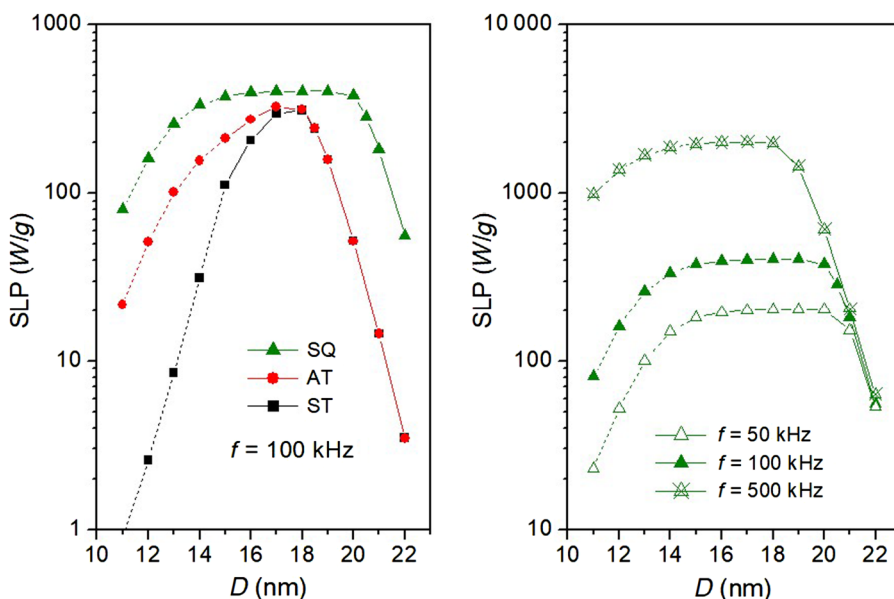 1000
100
10
1
SLP (W/g)
SQ
AT
ST
f = 100 kHz
10 12 14 16 18 20 22
D (nm)
10 000
1000
100
10
SLP (W/g)
f = 50 kHz
f = 100 kHz
f = 500 kHz
10 12 14 16 18 20 22
D (nm)